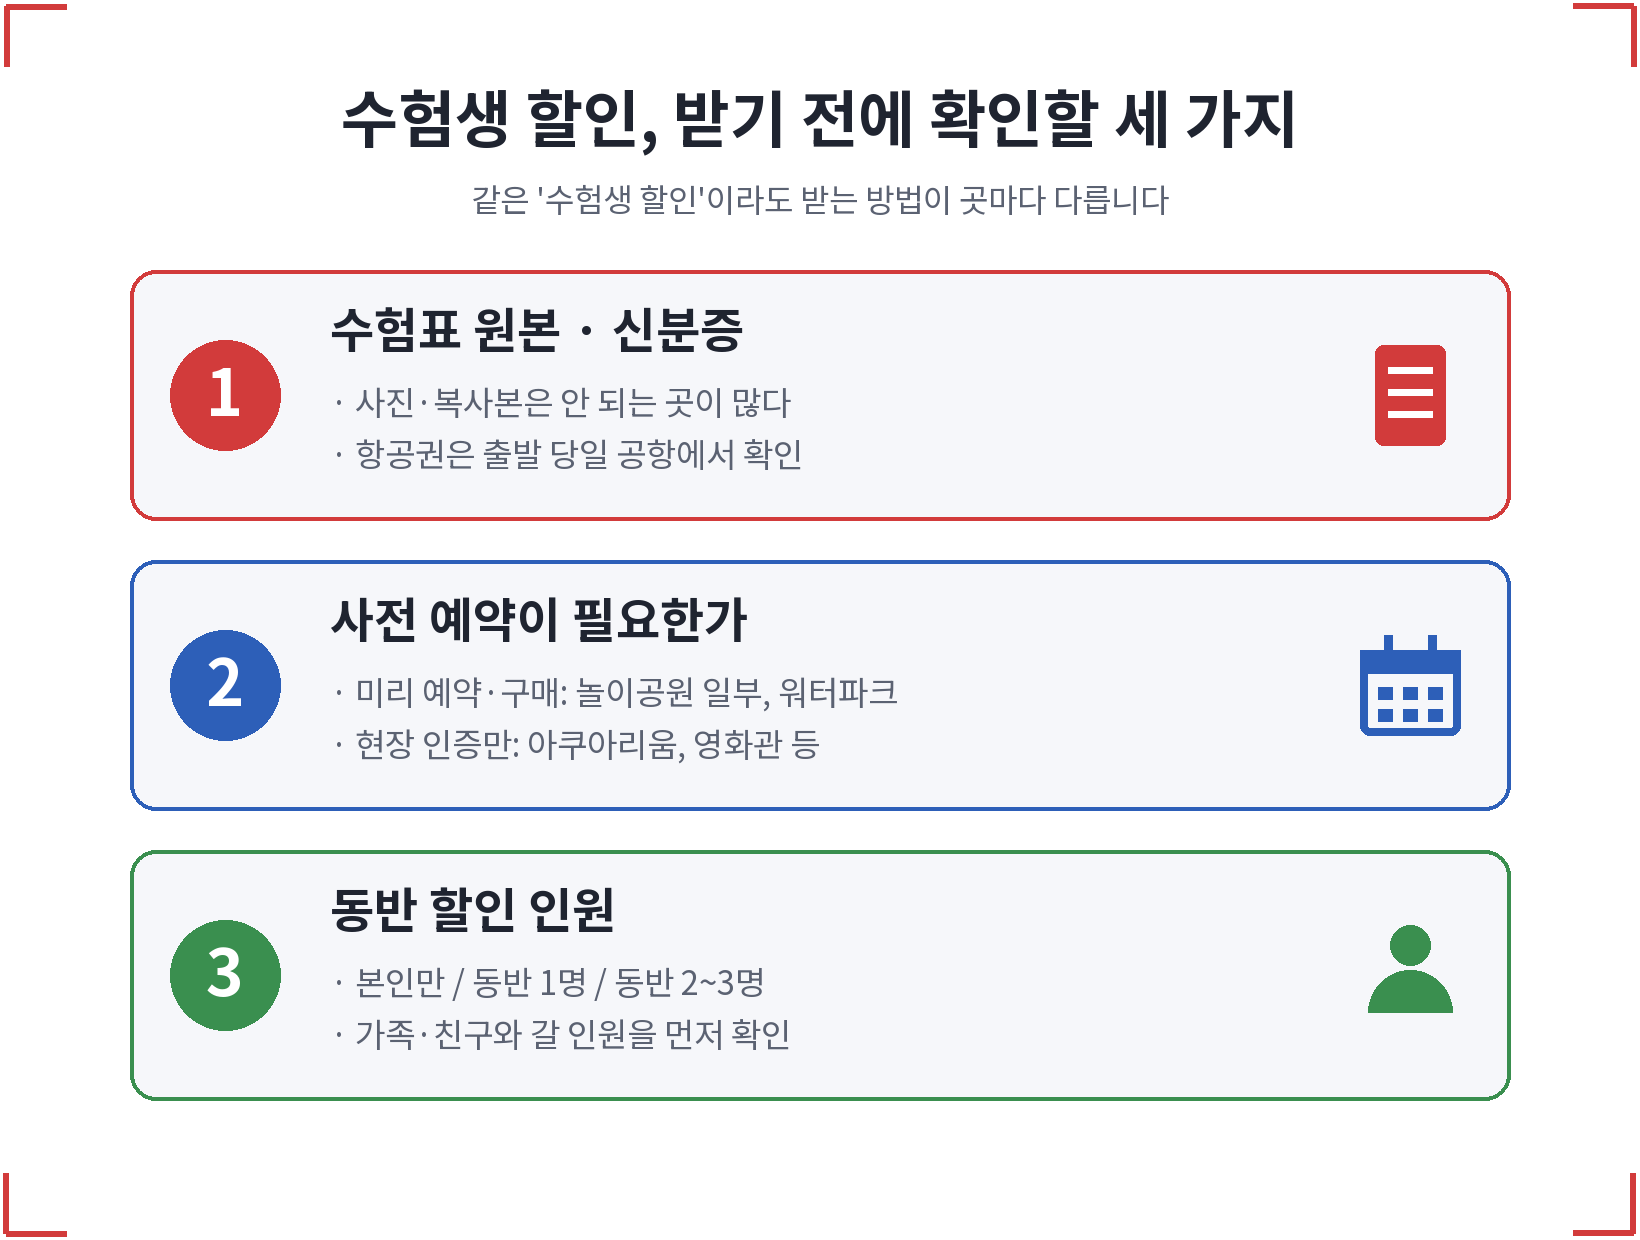 수험생 할인, 받기 전에 확인할 세 가지
같은 '수험생 할인'이라도 받는 방법이 곳마다 다릅니다
1
수험표 원본 · 신분증
· 사진·복사본은 안 되는 곳이 많다
· 항공권은 출발 당일 공항에서 확인
2
사전 예약이 필요한가
· 미리 예약·구매: 놀이공원 일부, 워터파크
· 현장 인증만: 아쿠아리움, 영화관 등
3
동반 할인 인원
· 본인만 / 동반 1명 / 동반 2~3명
· 가족·친구와 갈 인원을 먼저 확인